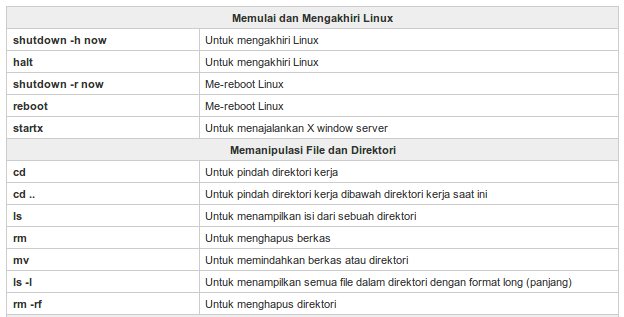 Memulai dan Mengakhiri Linux
shutdown -h now Untuk mengakhiri Linux
halt Untuk mengakhiri Linux
shutdown -r now Me-reboot Linux
reboot Me-reboot Linux
startx Untuk menajalankan X window server
Memanipulasi File dan Direktori
cd Untuk pindah direktori kerja
cd .. Untuk pindah direktori kerja dibawah direktori kerja saat ini
ls Untuk menampilkan isi dari sebuah direktori
rm Untuk menghapus berkas
mv Untuk memindahkan berkas atau direktori
ls -l Untuk menampilkan semua file dalam direktori dengan format long (panjang)
rm -rf Untuk menghapus direktori